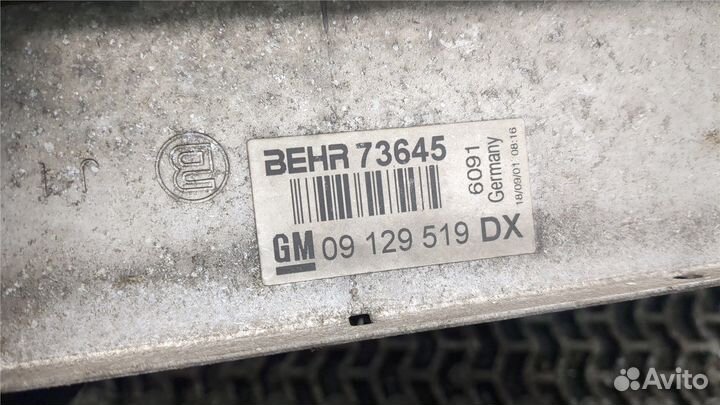 BEHR 73645
GM 09 129 519 DX
6091
Germany
18/09/01 08:16
Avito